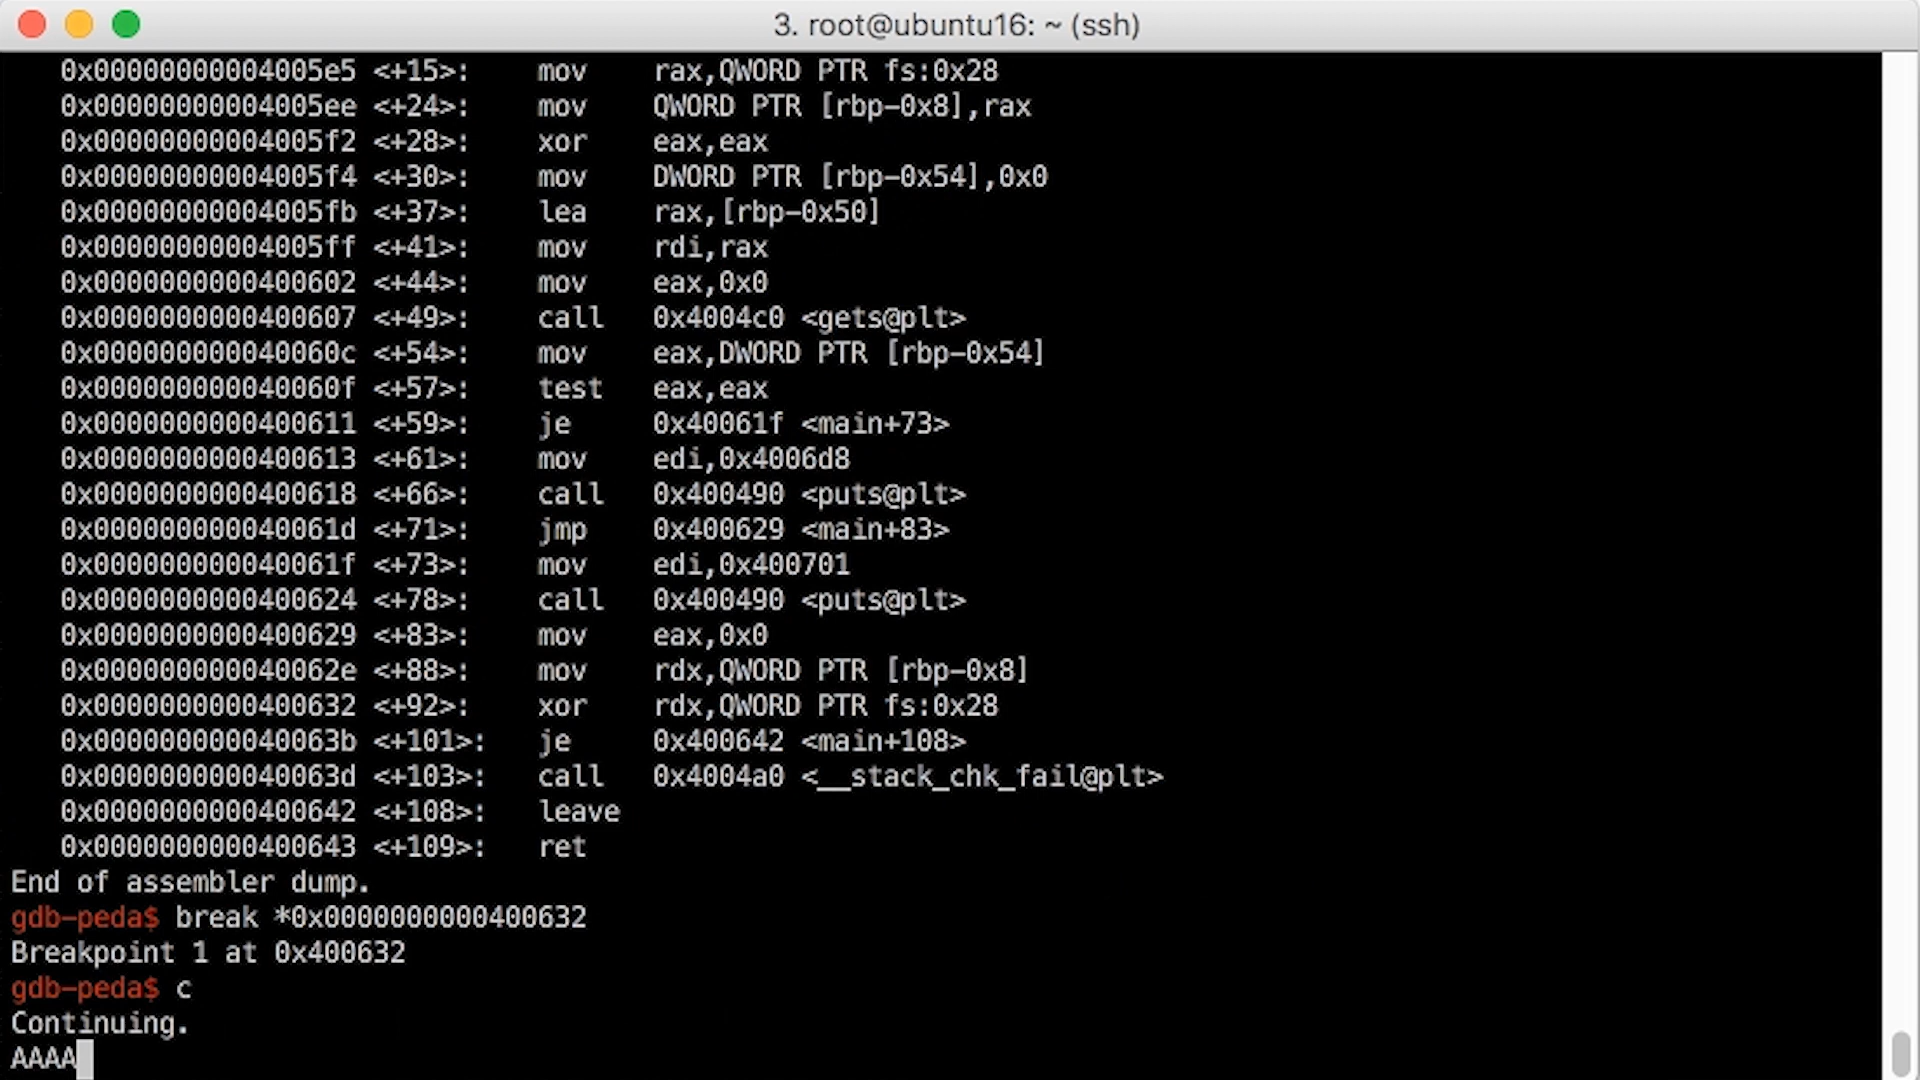 3. root@ubuntu16: ~ (ssh)
0x00000000004005e5 <+15>: mov rax,QWORD PTR fs:0x28
0x00000000004005ee <+24>: mov QWORD PTR [rbp-0x8],rax
0x00000000004005f2 <+28>: xor eax,eax
0x00000000004005f4 <+30>: mov DWORD PTR [rbp-0x54],0x0
0x00000000004005fb <+37>: lea rax,[rbp-0x50]
0x00000000004005ff <+41>: mov rdi,rax
0x0000000000400602 <+44>: mov eax,0x0
0x0000000000400607 <+49>: call 0x4004c0 <gets@plt>
0x000000000040060c <+54>: mov eax,DWORD PTR [rbp-0x54]
0x000000000040060f <+57>: test eax,eax
0x0000000000400611 <+59>: je 0x40061f <main+73>
0x0000000000400613 <+61>: mov edi,0x4006d8
0x0000000000400618 <+66>: call 0x400490 <puts@plt>
0x000000000040061d <+71>: jmp 0x400629 <main+83>
0x000000000040061f <+73>: mov edi,0x400701
0x0000000000400624 <+78>: call 0x400490 <puts@plt>
0x0000000000400629 <+83>: mov eax,0x0
0x000000000040062e <+88>: mov rdx,QWORD PTR [rbp-0x8]
0x0000000000400632 <+92>: xor rdx,QWORD PTR fs:0x28
0x000000000040063b <+101>: je 0x400642 <main+108>
0x000000000040063d <+103>: call 0x4004a0 <__stack_chk_fail@plt>
0x0000000000400642 <+108>: leave
0x0000000000400643 <+109>: ret
End of assembler dump.
gdb-peda$ break *0x0000000000400632
Breakpoint 1 at 0x400632
gdb-peda$ c
Continuing.
AAAA